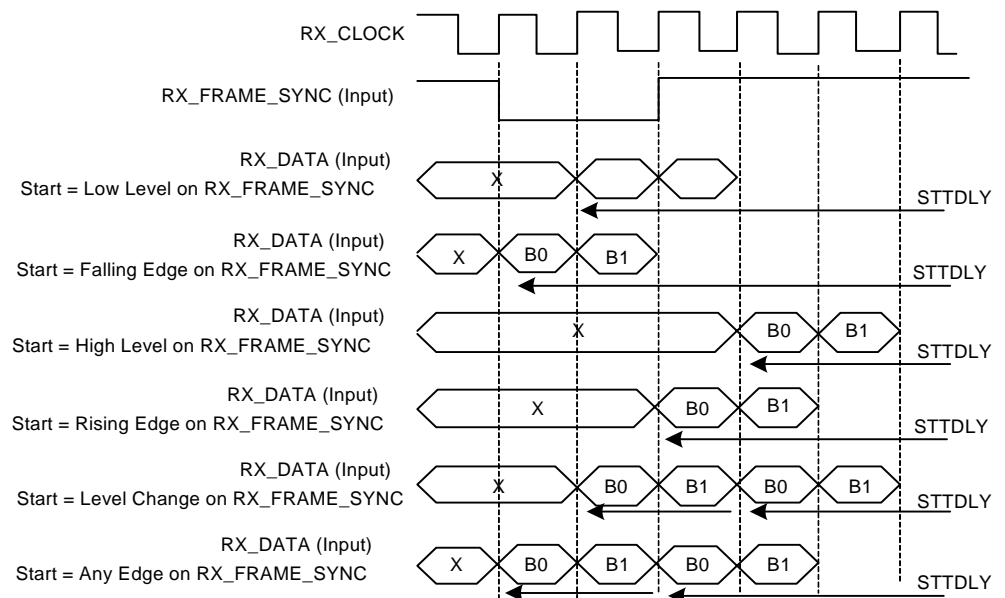 RX_CLOCK
RX_FRAME_SYNC (Input)
RX_DATA (Input)
Start = Low Level on RX_FRAME_SYNC
X
STTDLY
RX_DATA (Input)
Start = Falling Edge on RX_FRAME_SYNC
X B0 B1
STTDLY
RX_DATA (Input)
Start = High Level on RX_FRAME_SYNC
X B0 B1
STTDLY
RX_DATA (Input)
Start = Rising Edge on RX_FRAME_SYNC
X B0 B1
STTDLY
RX_DATA (Input)
Start = Level Change on RX_FRAME_SYNC
X B0 B1 B0 B1
STTDLY
RX_DATA (Input)
Start = Any Edge on RX_FRAME_SYNC
X B0 B1 B0 B1
STTDLY